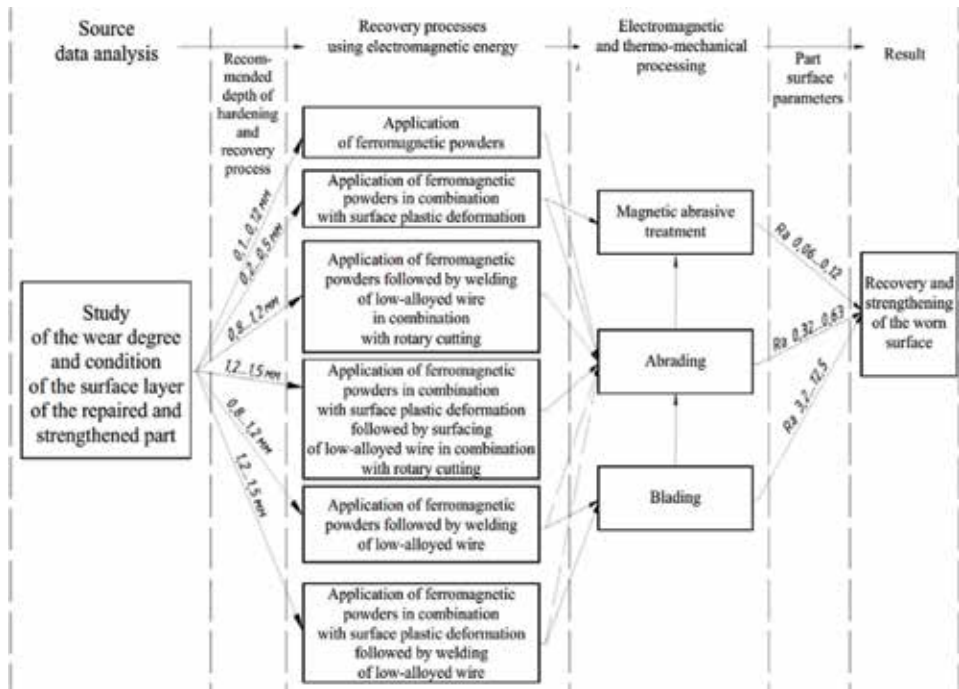 Source
data analysis
Recom-
mended
depth of
hardening
and
recovery
process
Recovery processes
using electromagnetic energy
Electromagnetic
and thermo-mechanical
processing
Part
surface
parameters
Result
Study
of the wear degree
and condition
of the surface layer
of the repaired and
strengthened part
0,1...0,12 мм
0,2...0,5 мм
0,8...1,2 мм
1,2...1,5 мм
0,8...1,2 мм
1,2...1,5 мм
Application
of ferromagnetic powders
Application of ferromagnetic
powders in combination
with surface plastic deformation
Application of ferromagnetic
powders followed by welding
of low-alloyed wire
in combination
with rotary cutting
Application of ferromagnetic
powders in combination
with surface plastic deformation
followed by surfacing
of low-alloyed wire in combination
with rotary cutting
Application of ferromagnetic
powders followed by welding
of low-alloyed wire
Application of ferromagnetic
powders in combination
with surface plastic deformation
followed by welding
of low-alloyed wire
Magnetic abrasive
treatment
Abrading
Blading
Ra 0,06...0,12
Ra 0,32...0,63
Ra 3,2...12,5
Recovery and
strengthening
of the worn
surface